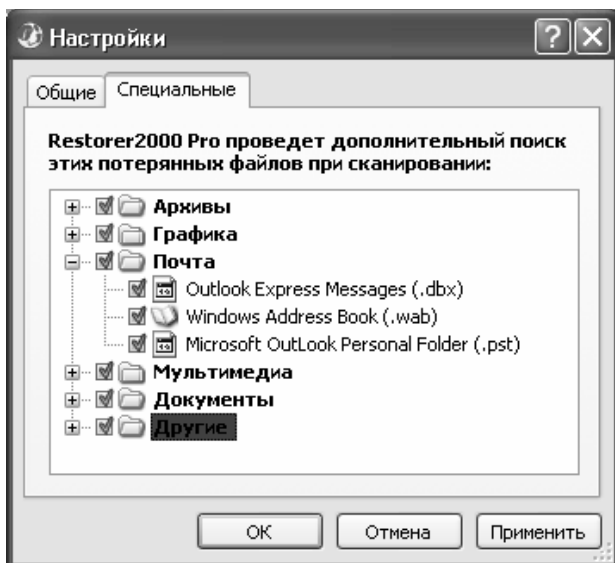 Настройки
Общие
Специальные
Restorer2000 Pro проведет дополнительный поиск
этих потерянных файлов при сканировании:
Архивы
Графика
Почта
Outlook Express Messages (.dbx)
Windows Address Book (.wab)
Microsoft OutLook Personal Folder (.pst)
Мультимедиа
Документы
Другие
ОК
Отмена
Применить